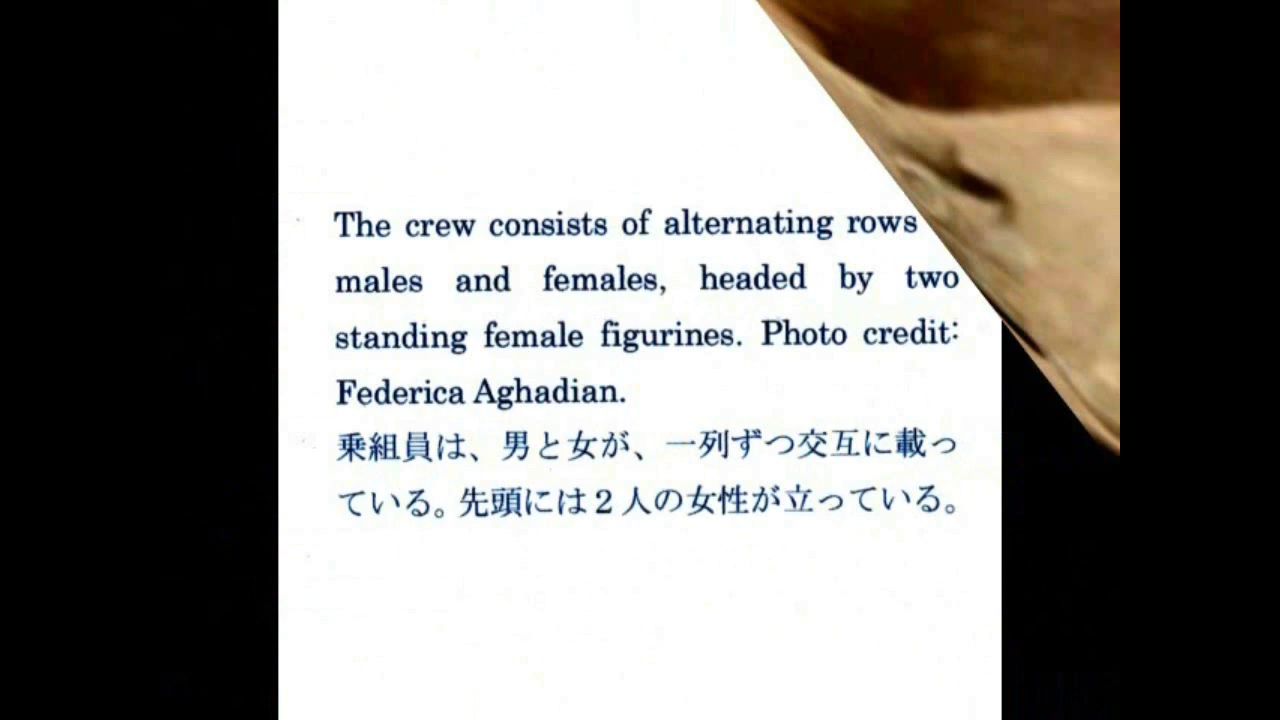 The crew consists of alternating rows
males and females, headed by two
standing female figurines. Photo credit:
Federica Aghadian.
乗組員は、男と女が、一列ずつ交互に載っ
ている。先頭には２人の女性が立っている。